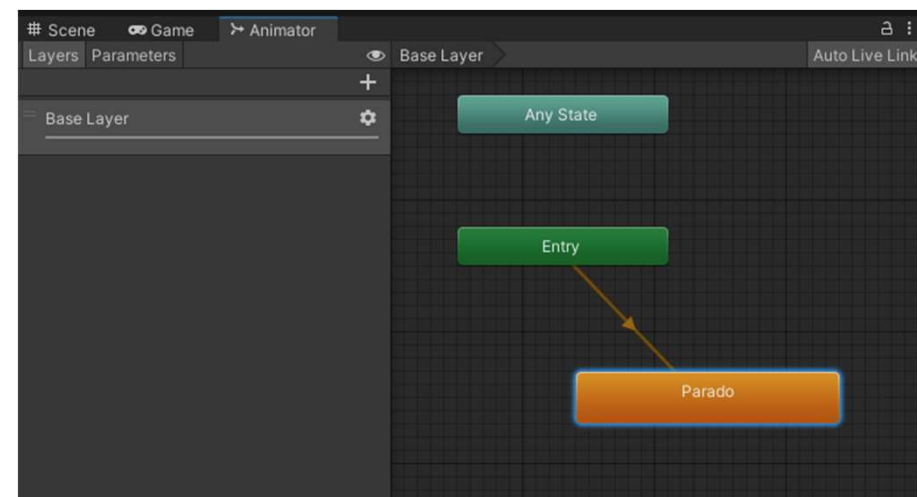 Scene Game Animator
Layers Parameters Base Layer Auto Live Link
Base Layer
Any State
Entry
Parado